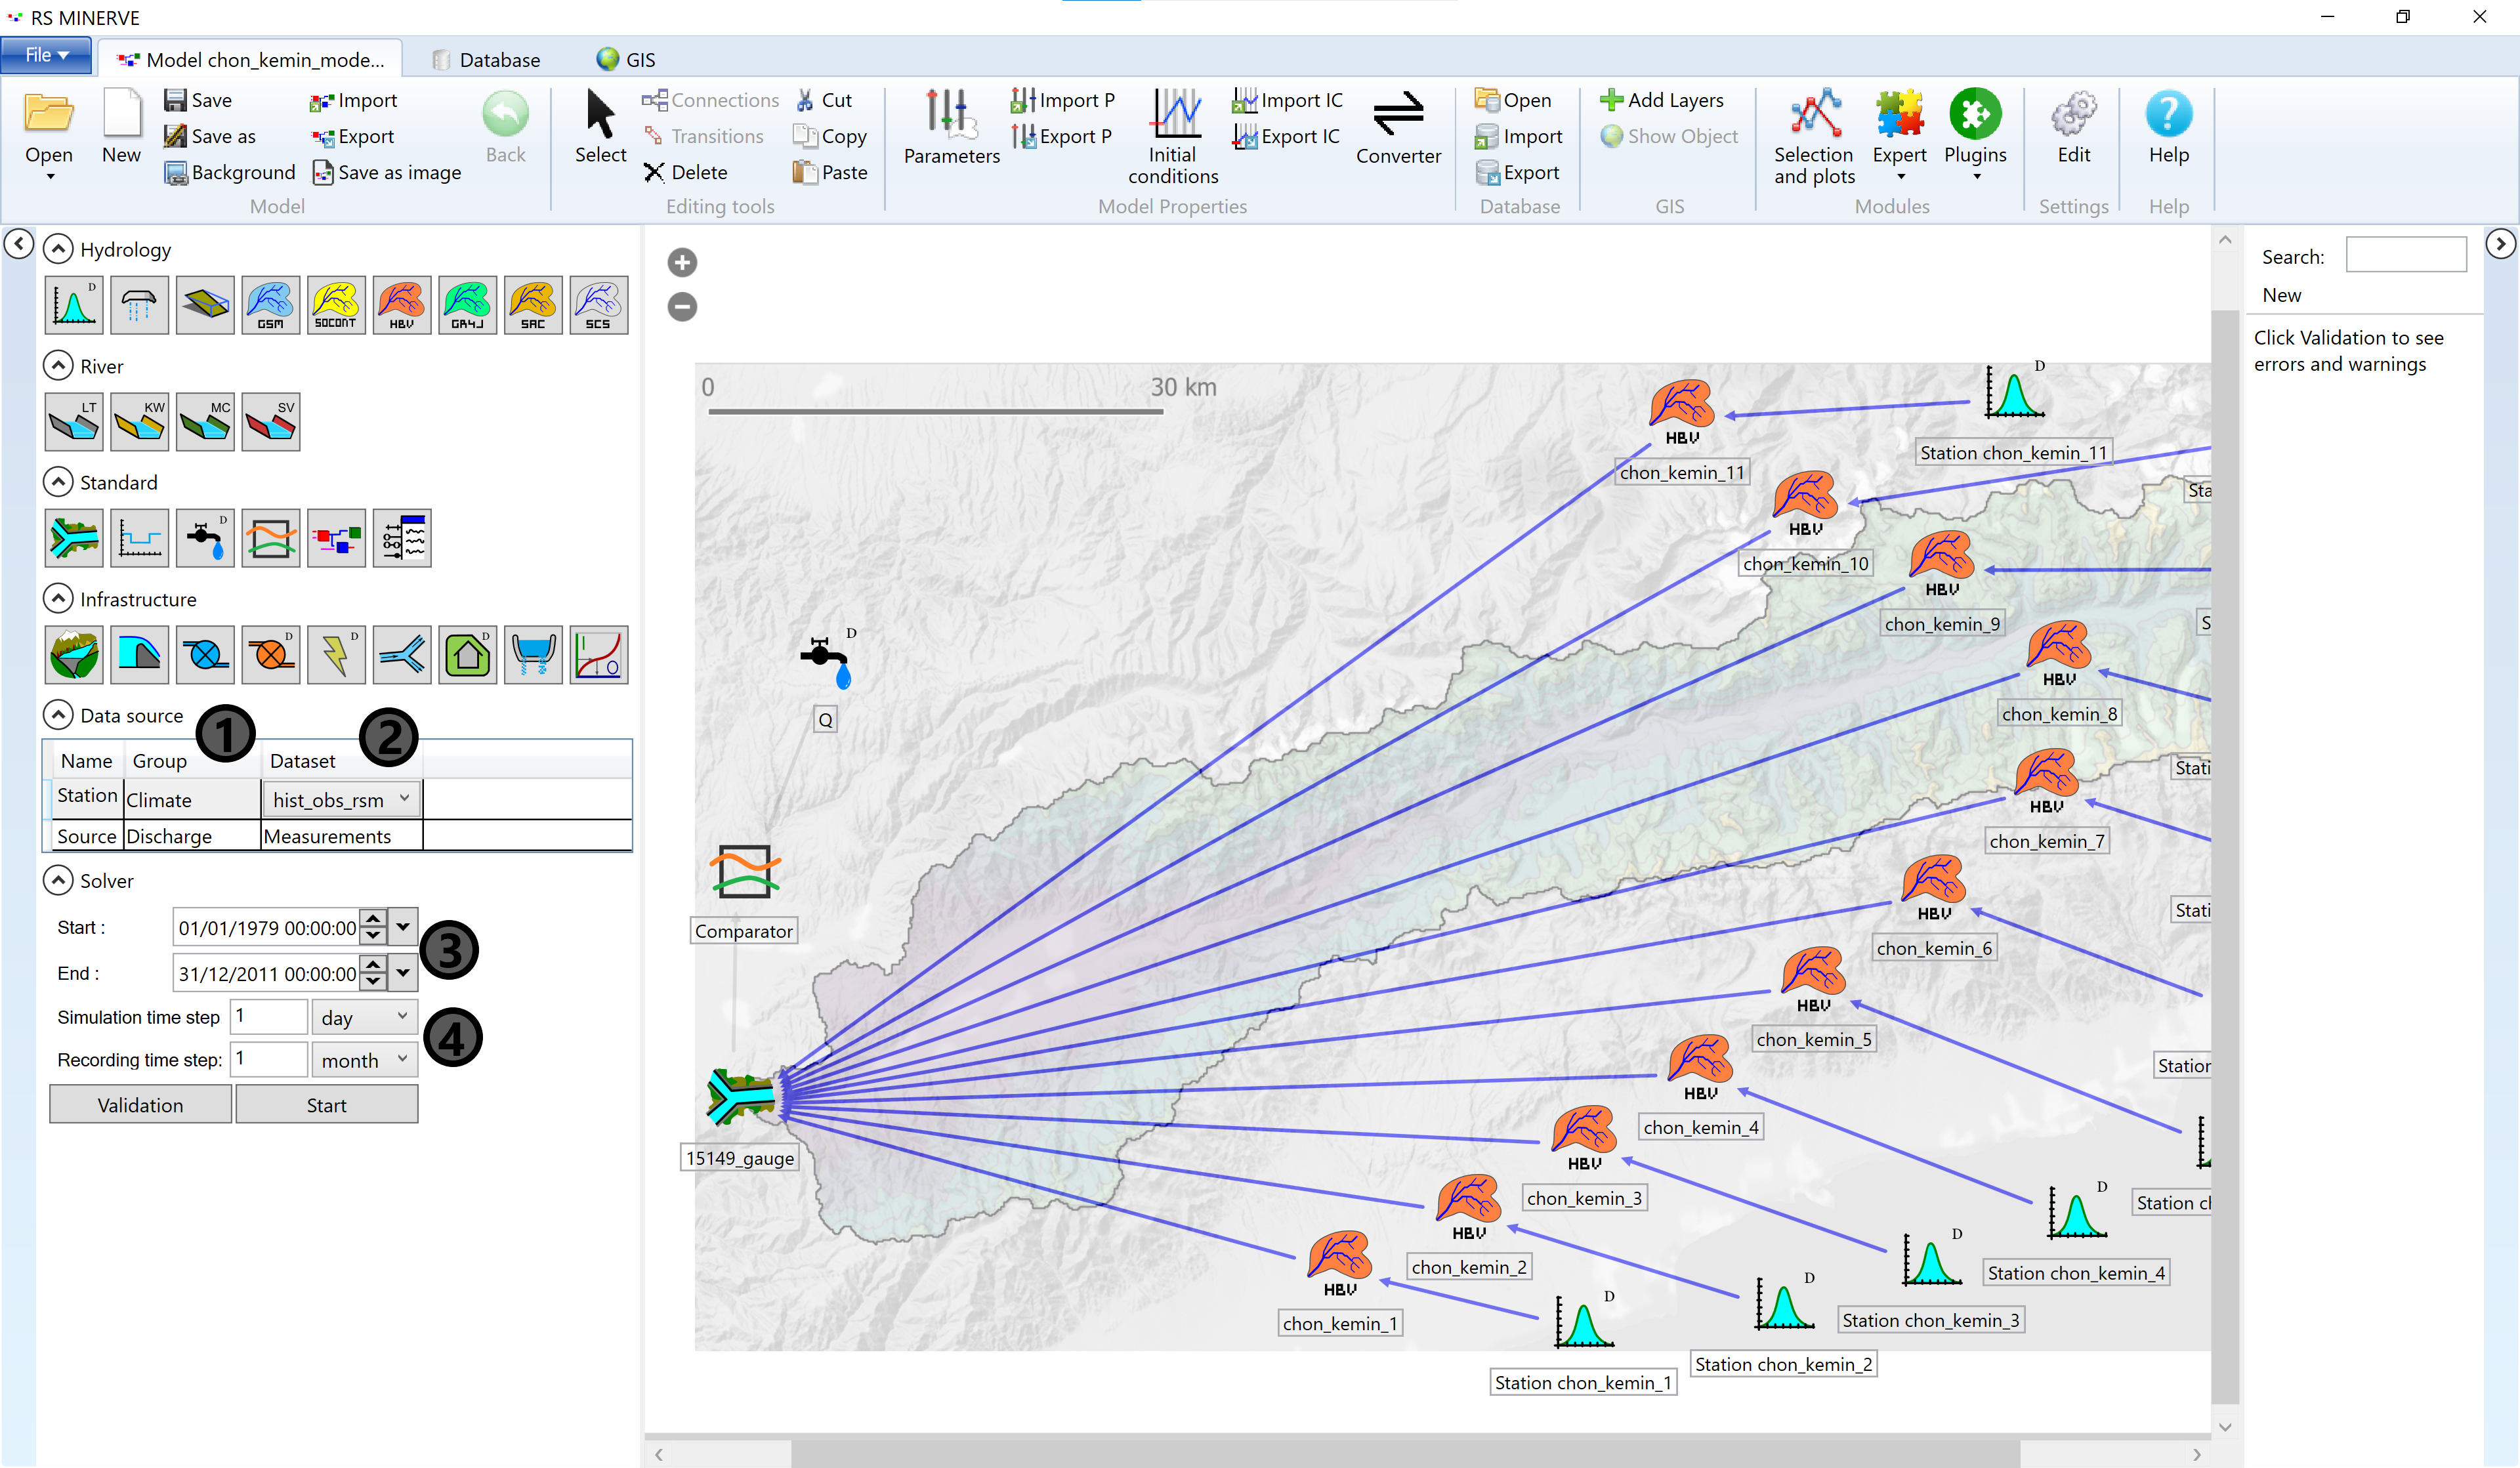 RS MINERVE
File
Model chon_kemin_mode...
Database
GIS
Open
New
Save
Save as
Background
Import
Export
Save as image
Back
Model
Select
Connections
Transitions
Delete
Cut
Copy
Paste
Editing tools
Parameters
Import P
Export P
Initial
conditions
Import IC
Export IC
Converter
Model Properties
Open
Import
Export
Database
Add Layers
Show Object
GIS
Selection
and plots
Expert
Plugins
Modules
Edit
Settings
Help
Help
Hydrology
D
GSM
SOCONT
HBV
GR4J
SAC
SCS
River
LT
KW
MC
SV
Standard
D
Infrastructure
D
D
D
I
O
Data source
1
2
Name Group Dataset
Station Climate hist_obs_rsm
Source Discharge Measurements
Solver
Start : 01/01/1979 00:00:00
End : 31/12/2011 00:00:00
3
Simulation time step 1 day
Recording time step: 1 month
4
Validation Start
0 30 km
HBV
chon_kemin_11
D
Station chon_kemin_11
HBV
chon_kemin_10
Sta
HBV
chon_kemin_9
S
HBV
chon_kemin_8
D
Q
HBV
chon_kemin_7
Stati
HBV
chon_kemin_6
Stati
Comparator
HBV
chon_kemin_5
Station
HBV
chon_kemin_4
15149_gauge
HBV
chon_kemin_3
D
Station ch
HBV
chon_kemin_2
D
Station chon_kemin_4
HBV
chon_kemin_1
D
Station chon_kemin_3
D
Station chon_kemin_2
Station chon_kemin_1
Search:
New
Click Validation to see
errors and warnings